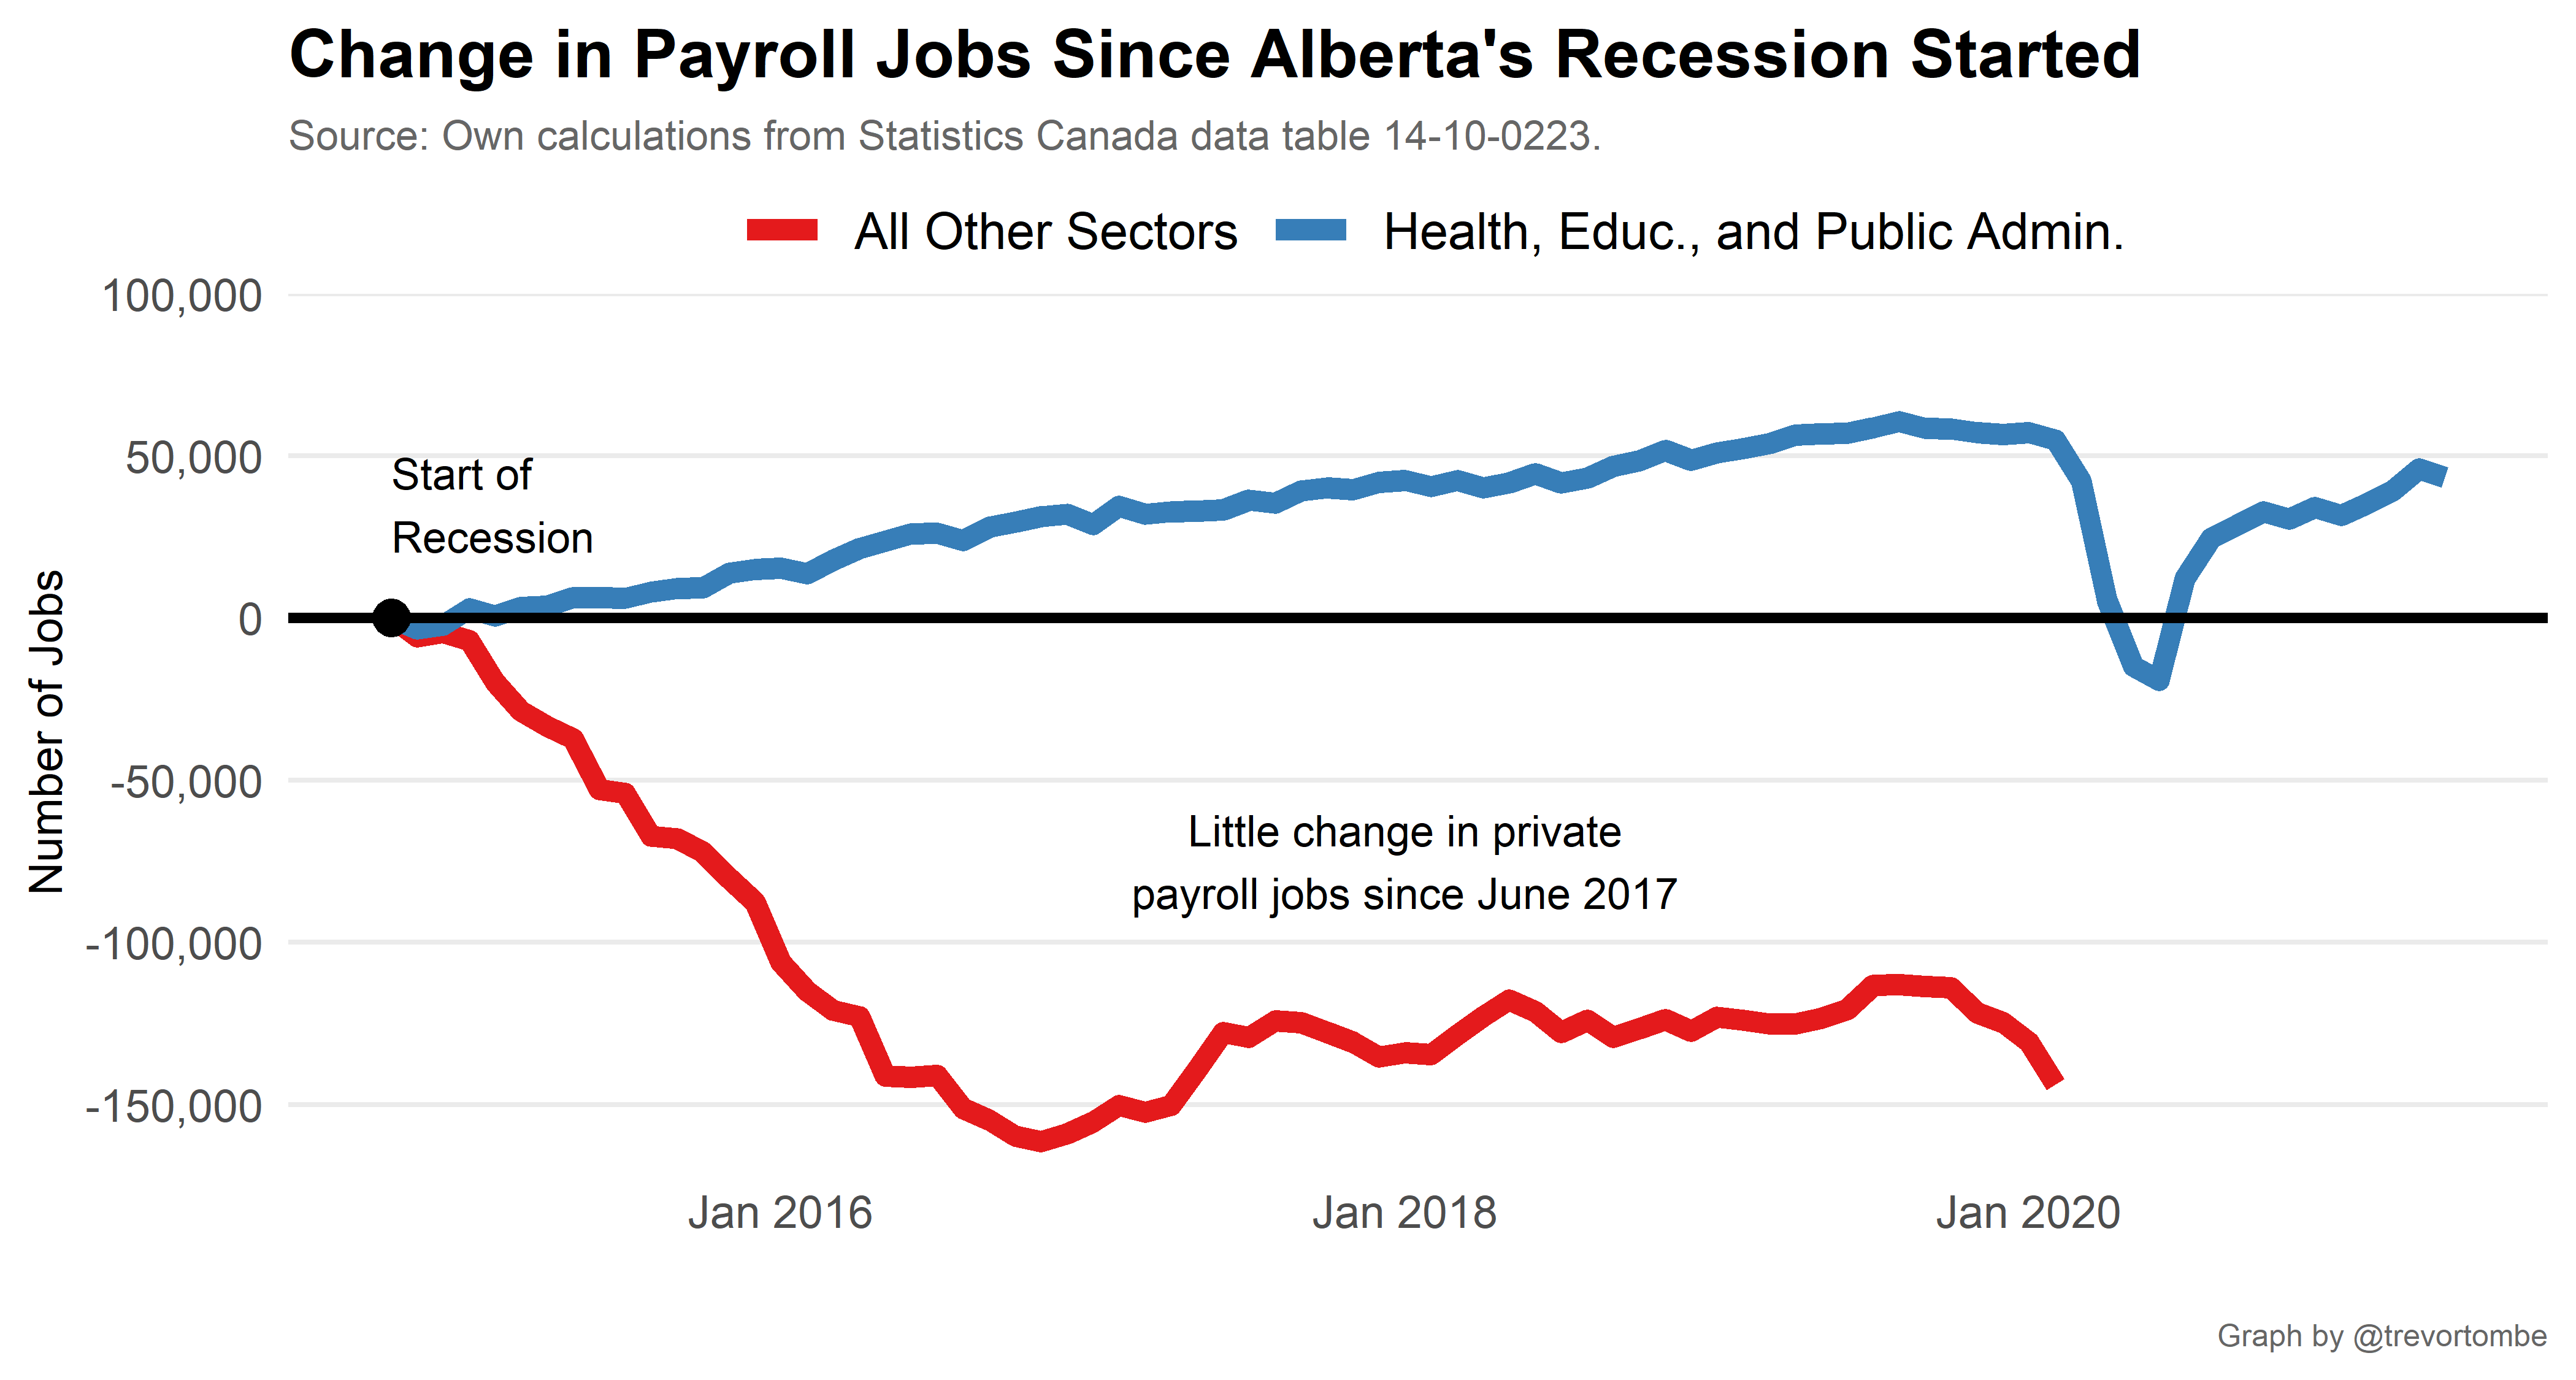 Change in Payroll Jobs Since Alberta's Recession Started
Source: Own calculations from Statistics Canada data table 14-10-0223.
All Other Sectors
Health, Educ., and Public Admin.
100,000
50,000
0
-50,000
-100,000
-150,000
Number of Jobs
Start of
Recession
Little change in private
payroll jobs since June 2017
Jan 2016
Jan 2018
Jan 2020
Graph by @trevortombe